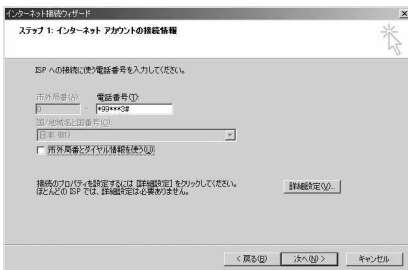 インターネット接続ウィザード
ステップ 1: インターネット アカウントの接続情報
ISP への接続に使う電話番号を入力してください。
市外局番(A): 電話番号(T):
0 - *99***3#
国/地域名と国番号(O):
日本 (81)
市外局番とダイヤル情報を使う(U)
接続のプロパティを設定するには [詳細設定] をクリックしてください。
ほとんどの ISP では、詳細設定は必要ありません。
詳細設定(V)...
< 戻る(B) 次へ(N) > キャンセル